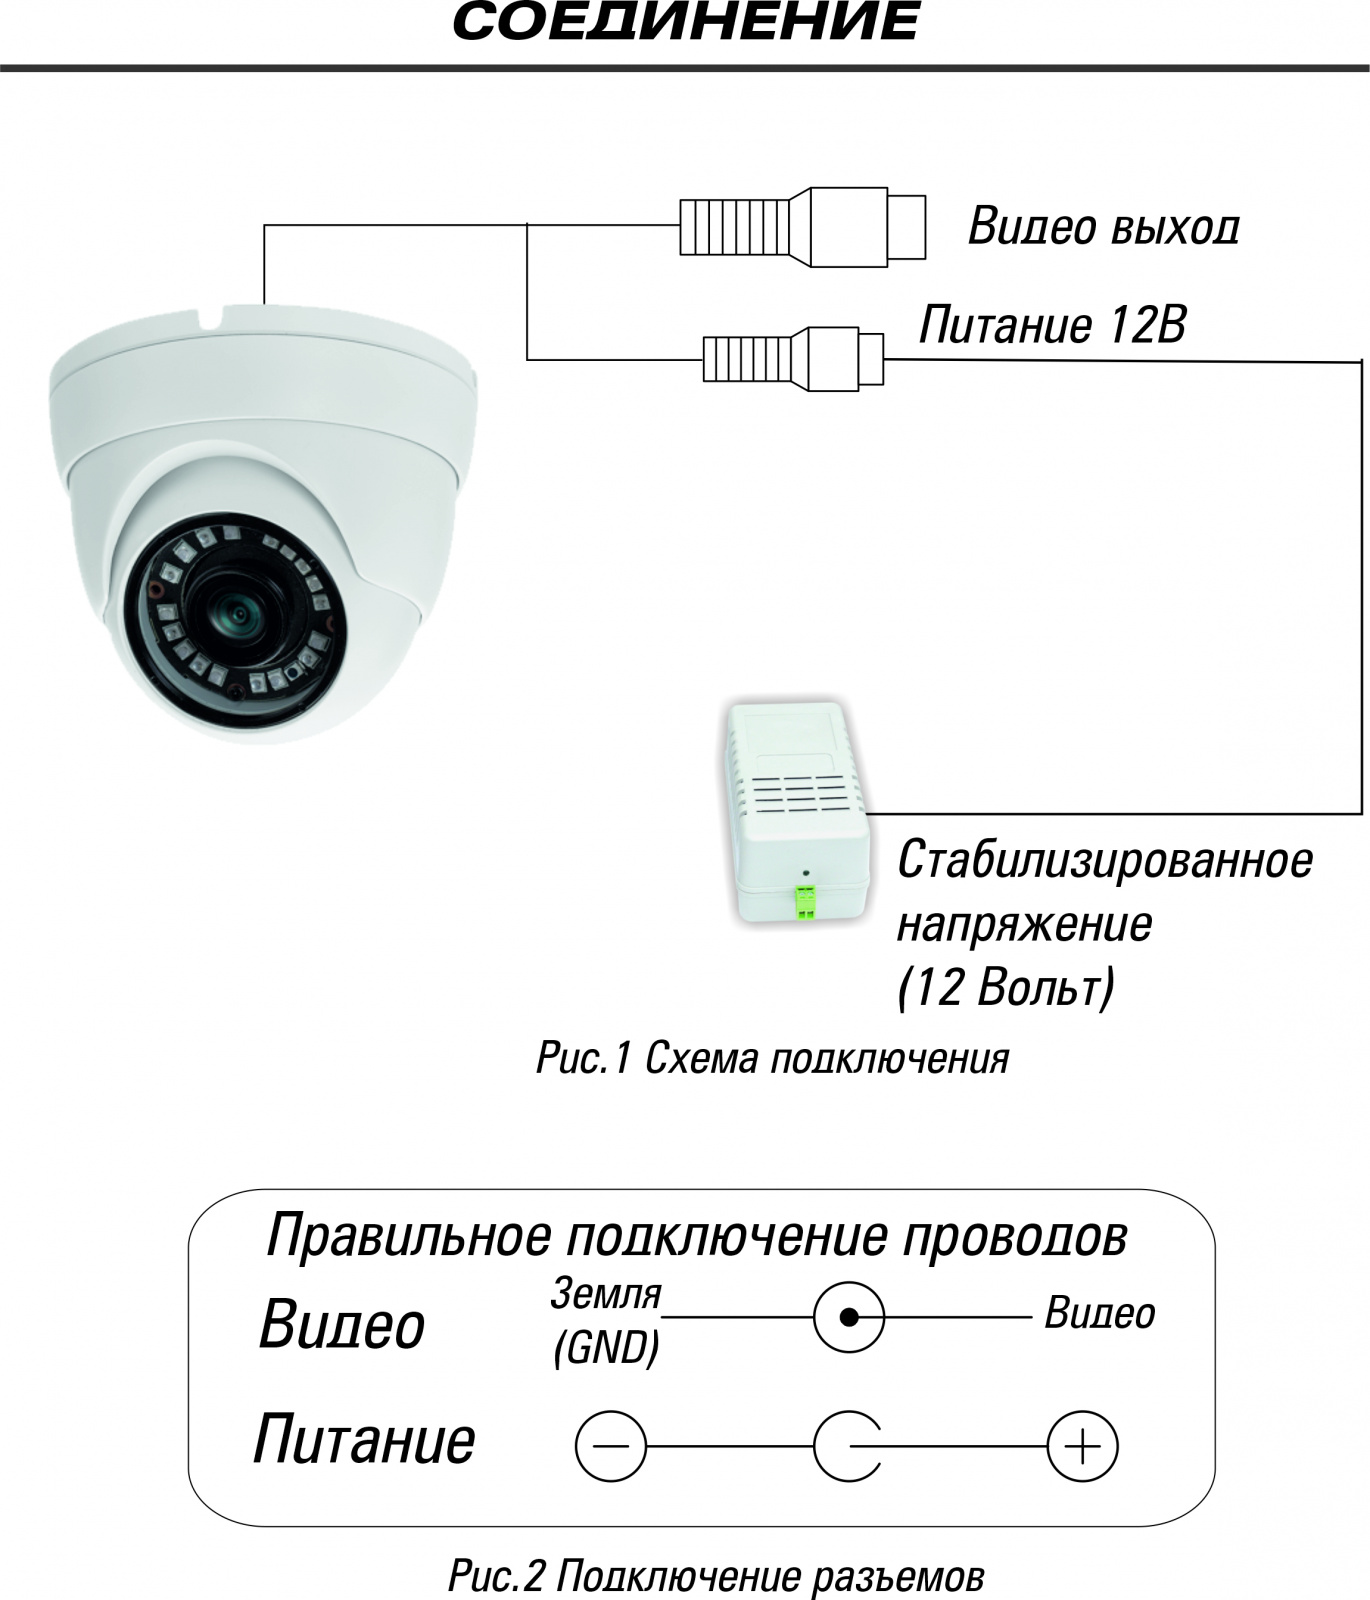 СОЕДИНЕНИЕ
Видео выход
Питание 12В
Стабилизированное
напряжение
(12 Вольт)
Рис.1 Схема подключения
Правильное подключение проводов
Видео
Земля
(GND)
Видео
Питание
Рис.2 Подключение разъемов